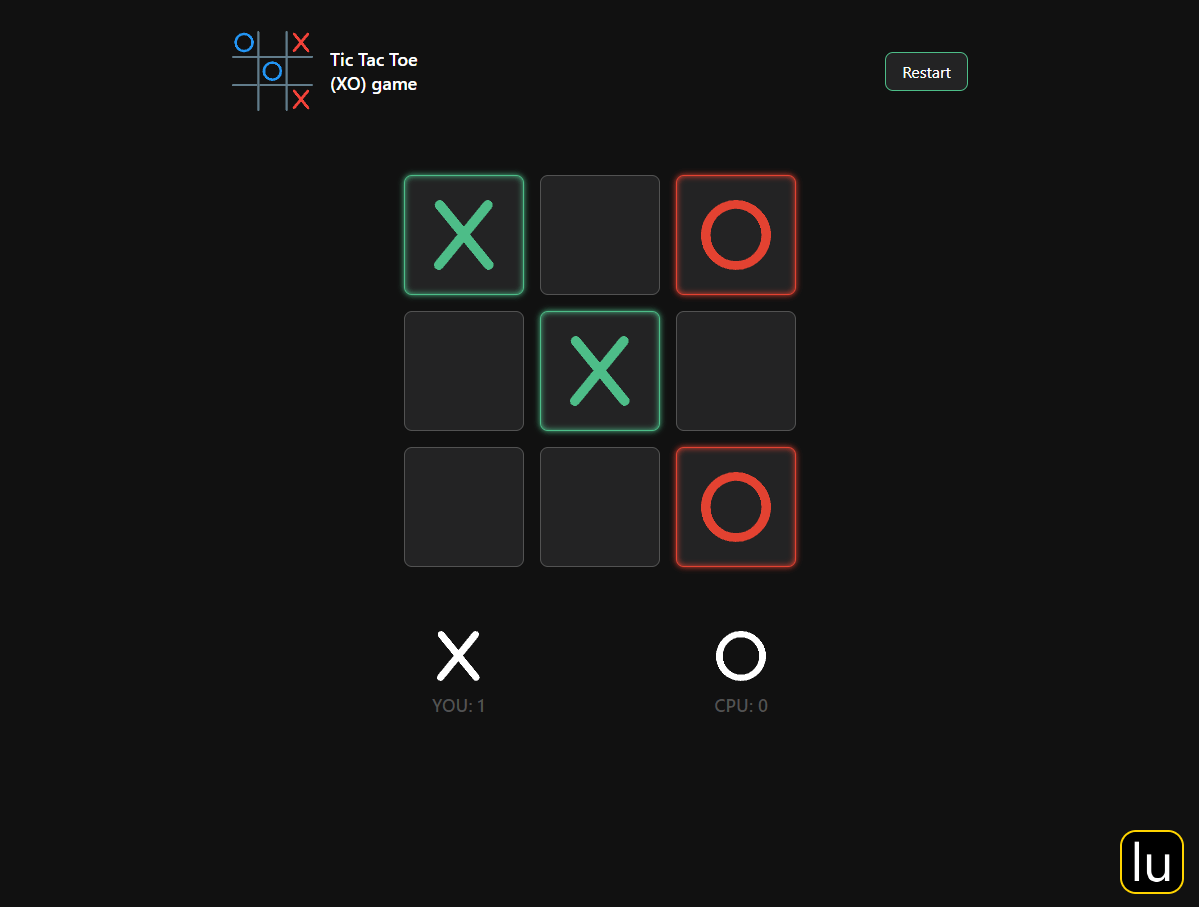 Tic Tac Toe
(XO) game
Restart
X
O
X
O
X
O
YOU: 1
CPU: 0
lu